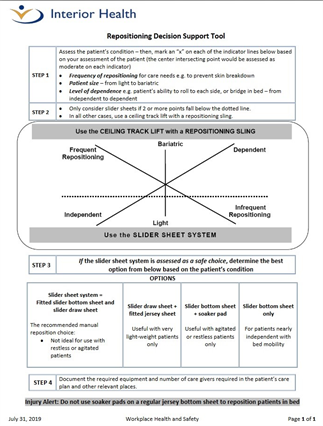 Interior Health
Repositioning Decision Support Tool
STEP 1
Assess the patient's condition – then, mark an "x" on each of the indicator lines below based
on your assessment of the patient (the center intersecting point would be assessed as
moderate on each indicator)
• Frequency of repositioning for care needs e.g. to prevent skin breakdown
• Patient size – from light to bariatric
• Level of dependence e.g. patient's ability to roll to each side, or bridge in bed – from
independent to dependent
STEP 2
• Only consider slider sheets if 2 or more points fall below the dotted line.
• In all other cases, use a ceiling track lift with a repositioning sling.
Use the CEILING TRACK LIFT with a REPOSITIONING SLING
Bariatric
Frequent
Repositioning
Dependent
Independent
Infrequent
Repositioning
Light
Use the SLIDER SHEET SYSTEM
STEP 3
If the slider sheet system is assessed as a safe choice, determine the best
option from below based on the patient's condition
OPTIONS
Slider sheet system =
Fitted slider bottom sheet and
slider draw sheet
The recommended manual
reposition choice:
• Not ideal for use with
restless or agitated
patients
Slider draw sheet +
fitted jersey sheet
Useful with very
light-weight patients
only
Slider bottom sheet
+ soaker pad
Useful with agitated
or restless patients
only
Slider bottom sheet
only
For patients nearly
independent with
bed mobility
STEP 4
Document the required equipment and number of care givers required in the patient's care
plan and other relevant places.
Injury Alert: Do not use soaker pads on a regular jersey bottom sheet to reposition patients in bed
July 31, 2019
Workplace Health and Safety
Page 1 of 1